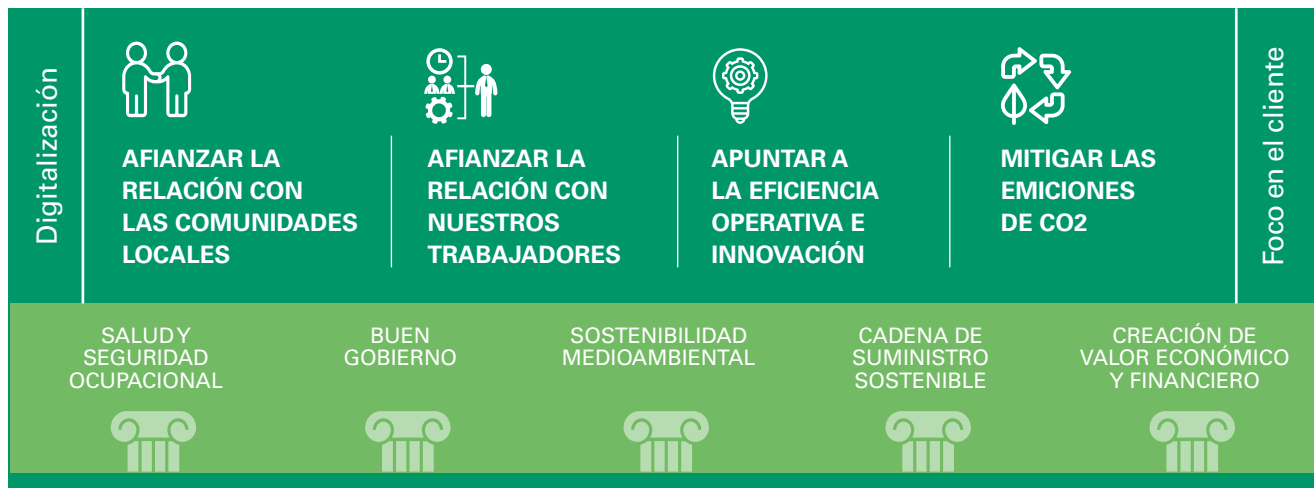 Digitalización
AFIANZAR LA
RELACIÓN CON
LAS COMUNIDADES
LOCALES
AFIANZAR LA
RELACIÓN CON
NUESTROS
TRABAJADORES
APUNTAR A
LA EFICIENCIA
OPERATIVA E
INNOVACIÓN
MITIGAR LAS
EMICIONES
DE CO2
Foco en el cliente
SALUD Y
SEGURIDAD
OCUPACIONAL
BUEN
GOBIERNO
SOSTENIBILIDAD
MEDIOAMBIENTAL
CADENA DE
SUMINISTRO
SOSTENIBLE
CREACIÓN DE
VALOR ECONÓMICO
Y FINANCIERO